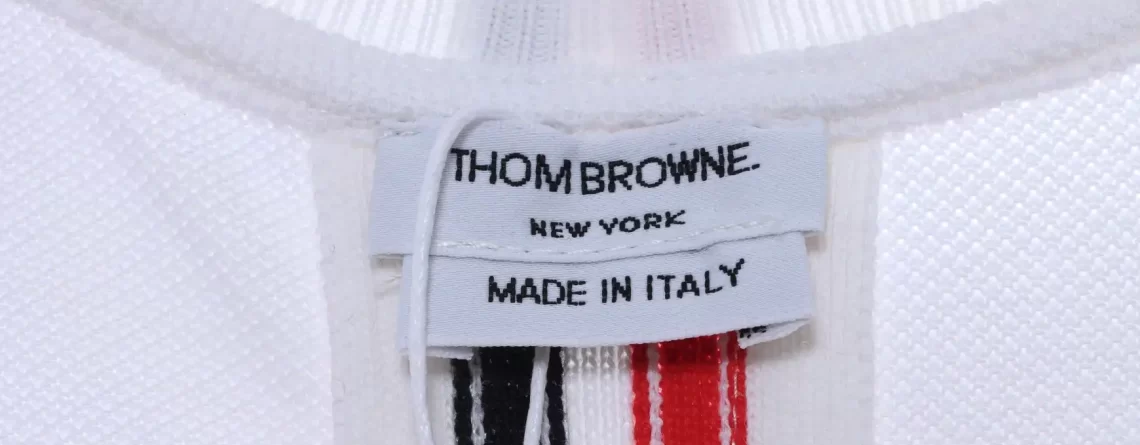 THOM BROWNE.
NEW YORK
MADE IN ITALY